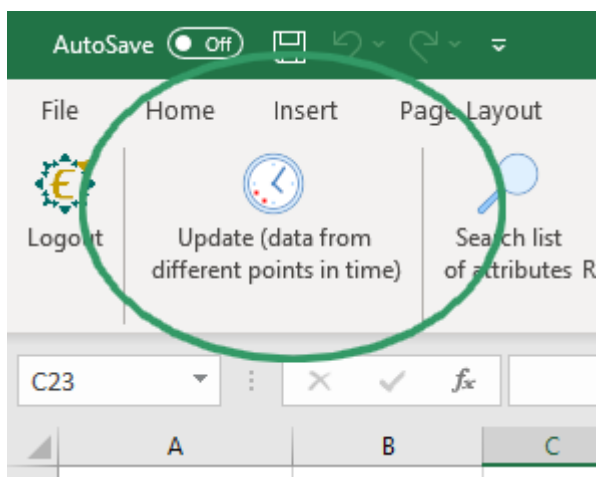 AutoSave Off
File Home Insert Page Layout
Logout
Update (data from
different points in time)
Search list
of attributes R
C23 fx
A B C